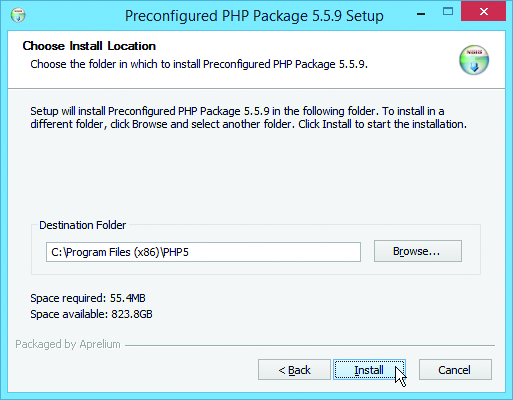 Preconfigured PHP Package 5.5.9 Setup
Choose Install Location
Choose the folder in which to install Preconfigured PHP Package 5.5.9.
Setup will install Preconfigured PHP Package 5.5.9 in the following folder. To install in a
different folder, click Browse and select another folder. Click Install to start the installation.
Destination Folder
C:\Program Files (x86)\PHP5
Browse...
Space required: 55.4MB
Space available: 823.8GB
Packaged by Aprelium
< Back
Install
Cancel